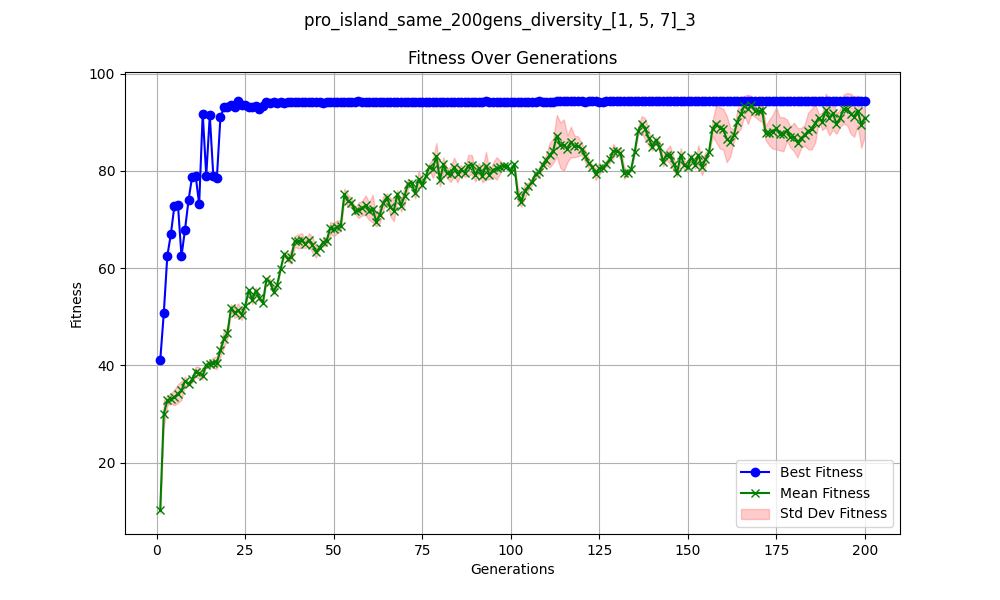 pro_island_same_200gens_diversity_[1, 5, 7]_3
Fitness Over Generations
100
80
60
40
20
Fitness
0
25
50
75
100
125
150
175
200
Generations
Best Fitness
Mean Fitness
Std Dev Fitness